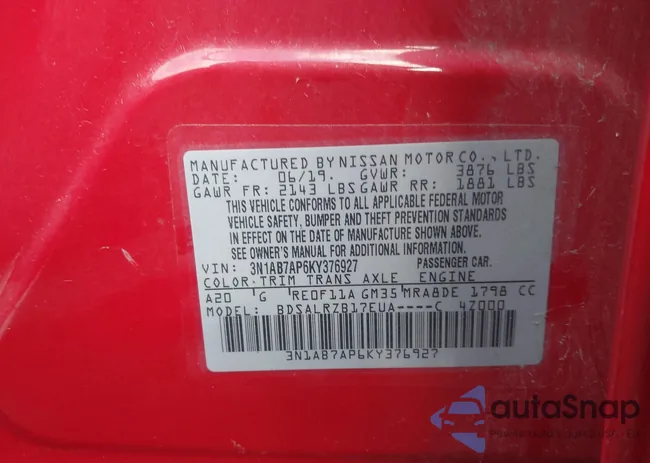 MANUFACTURED BY NISSAN MOTOR CO., LTD.
DATE: 06/19. GVWR: 3876 LBS
GAWR FR: 2143 LBS GAWR RR: 1881 LBS
THIS VEHICLE CONFORMS TO ALL APPLICABLE FEDERAL MOTOR
VEHICLE SAFETY, BUMPER AND THEFT PREVENTION STANDARDS
IN EFFECT ON THE DATE OF MANUFACTURE SHOWN ABOVE.
SEE OWNER'S MANUAL FOR ADDITIONAL INFORMATION.
VIN: 3N1AB7AP6KY376927 PASSENGER CAR.
COLOR TRIM TRANS AXLE ENGINE
A20 G RE0F11A GM35 MRA8DE 1798 CC
MODEL: BDSALRZB17EUA----C 4Z000
3N1AB7AP6KY376927
autaSnap